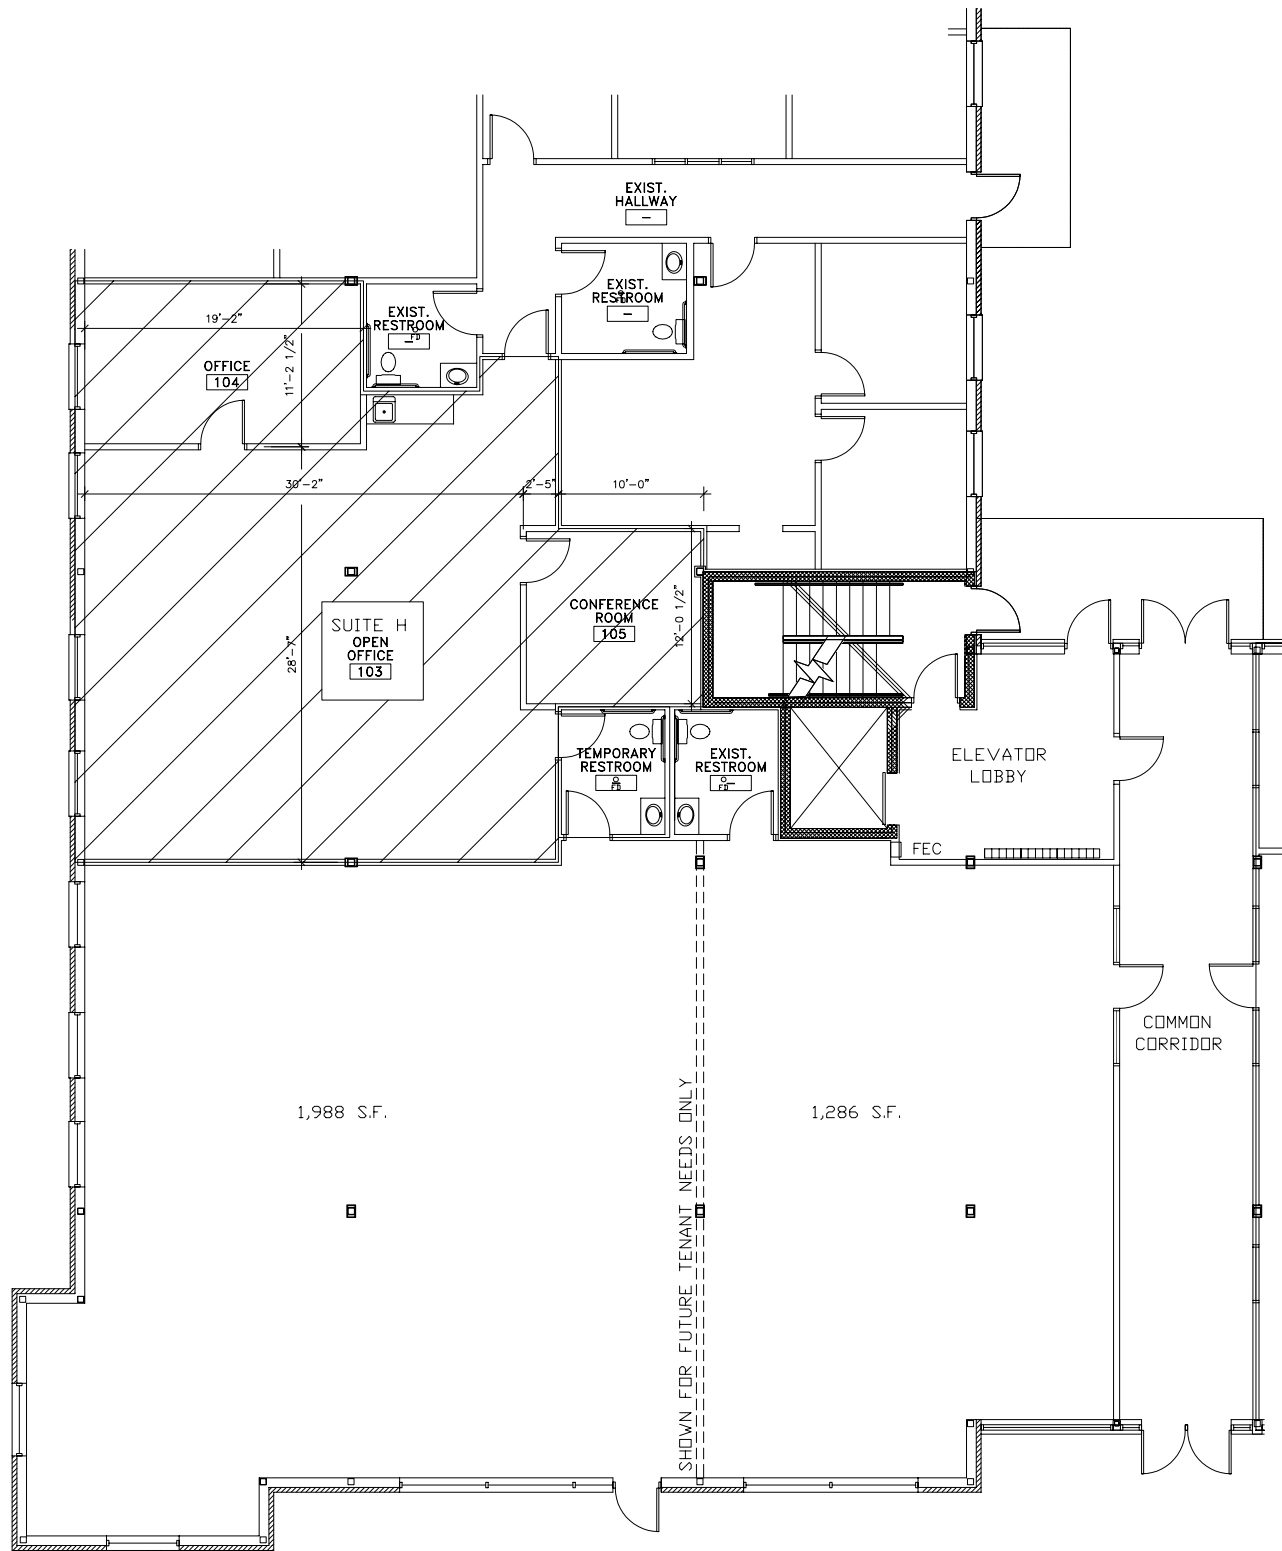 EXIST.
HALLWAY
—
EXIST.
RESTROOM
FD
—
EXIST.
RESTROOM
—
FD
19'-2"
11'-2 1/2"
OFFICE
104
30'-2"
2'-5"
10'-0"
CONFERENCE
ROOM
105
12'-0 1/2"
SUITE H
OPEN
OFFICE
103
28'-7"
TEMPORARY
RESTROOM
FD
EXIST.
RESTROOM
—
FD
ELEVATOR
LOBBY
FEC
COMMON
CORRIDOR
1,988 S.F.
1,286 S.F.
SHOWN FOR FUTURE TENANT NEEDS ONLY